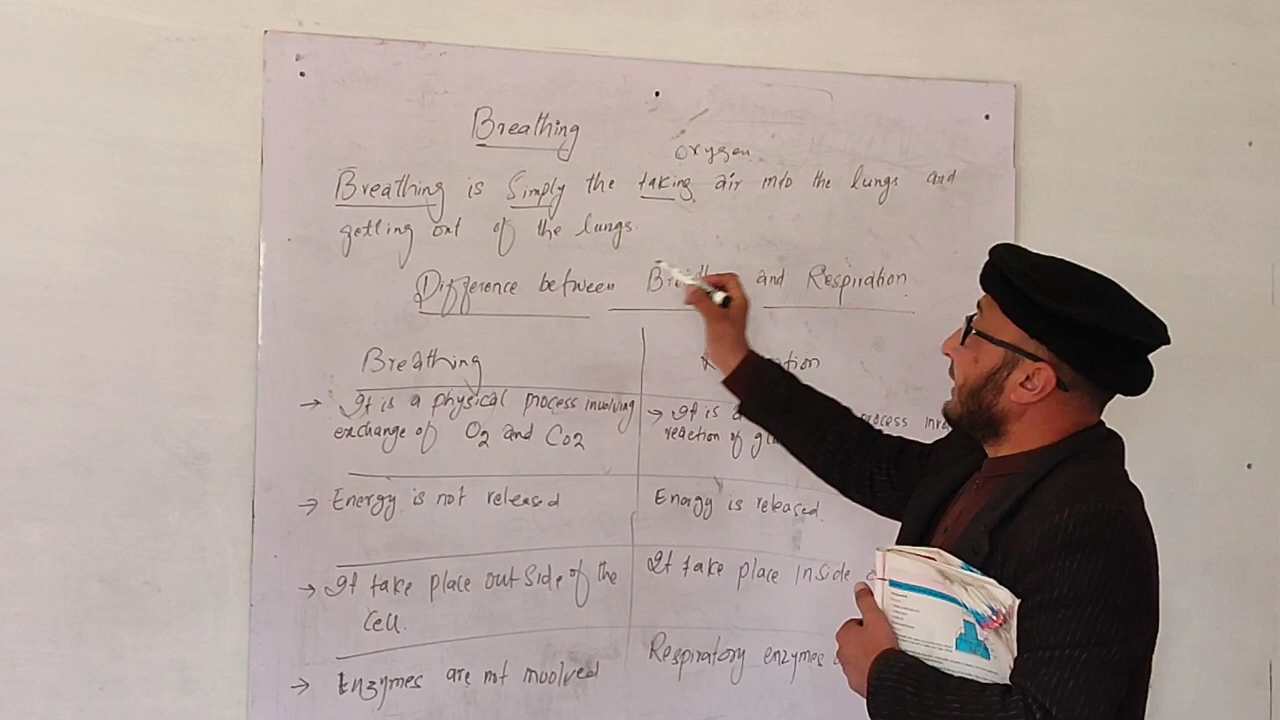 Breathing
oxygen
Breathing is Simply the taking air into the lungs and
getting out of the lungs.
Difference between and Respiration.
Breathing
→ It is a physical process involving
exchange of O2 and Co2
→ It is a process
reaction of
→ Energy is not released
Enargy is released.
→ It take place out Side of the
Cell.
It take place Inside
→ Enzymes are not involved
Respiratory enzymes